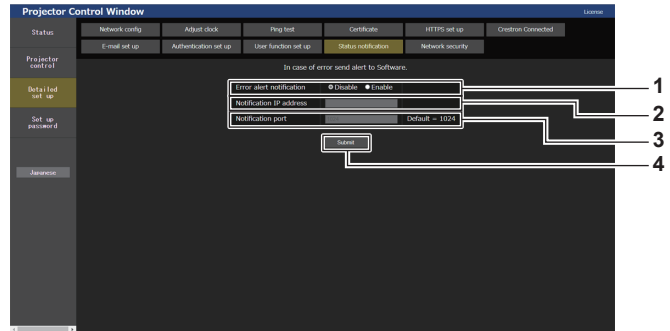 Projector Control Window
License
Status
Network config
Adjust clock
Ping test
Certificate
HTTPS set up
Crestron Connected
E-mail set up
Authentication set up
User function set up
Status notification
Network security
Projector
control
In case of error send alert to Software.
Detailed
set up
Error alert notification
Disable
Enable
1
Notification IP address
2
Set up
password
Notification port
Default = 1024
3
Submit
4
Japanese